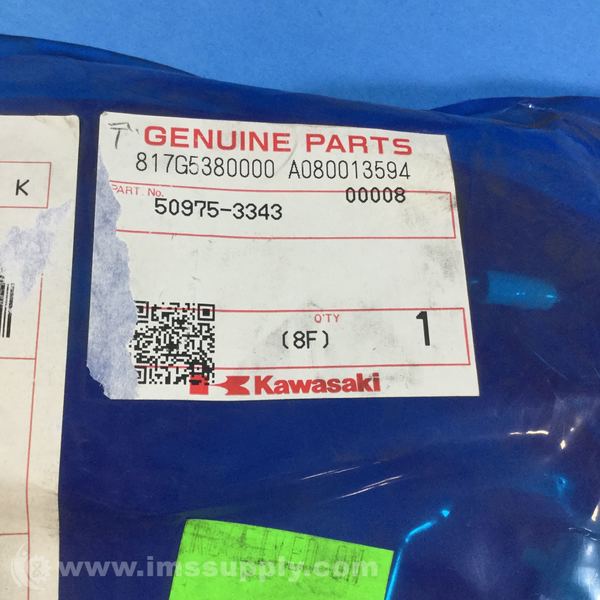 T
GENUINE PARTS
817G5380000 A080013594
PART. No. 00008
50975-3343
K
Q'TY
(8F) 1
Kawasaki
www.imssupply.com